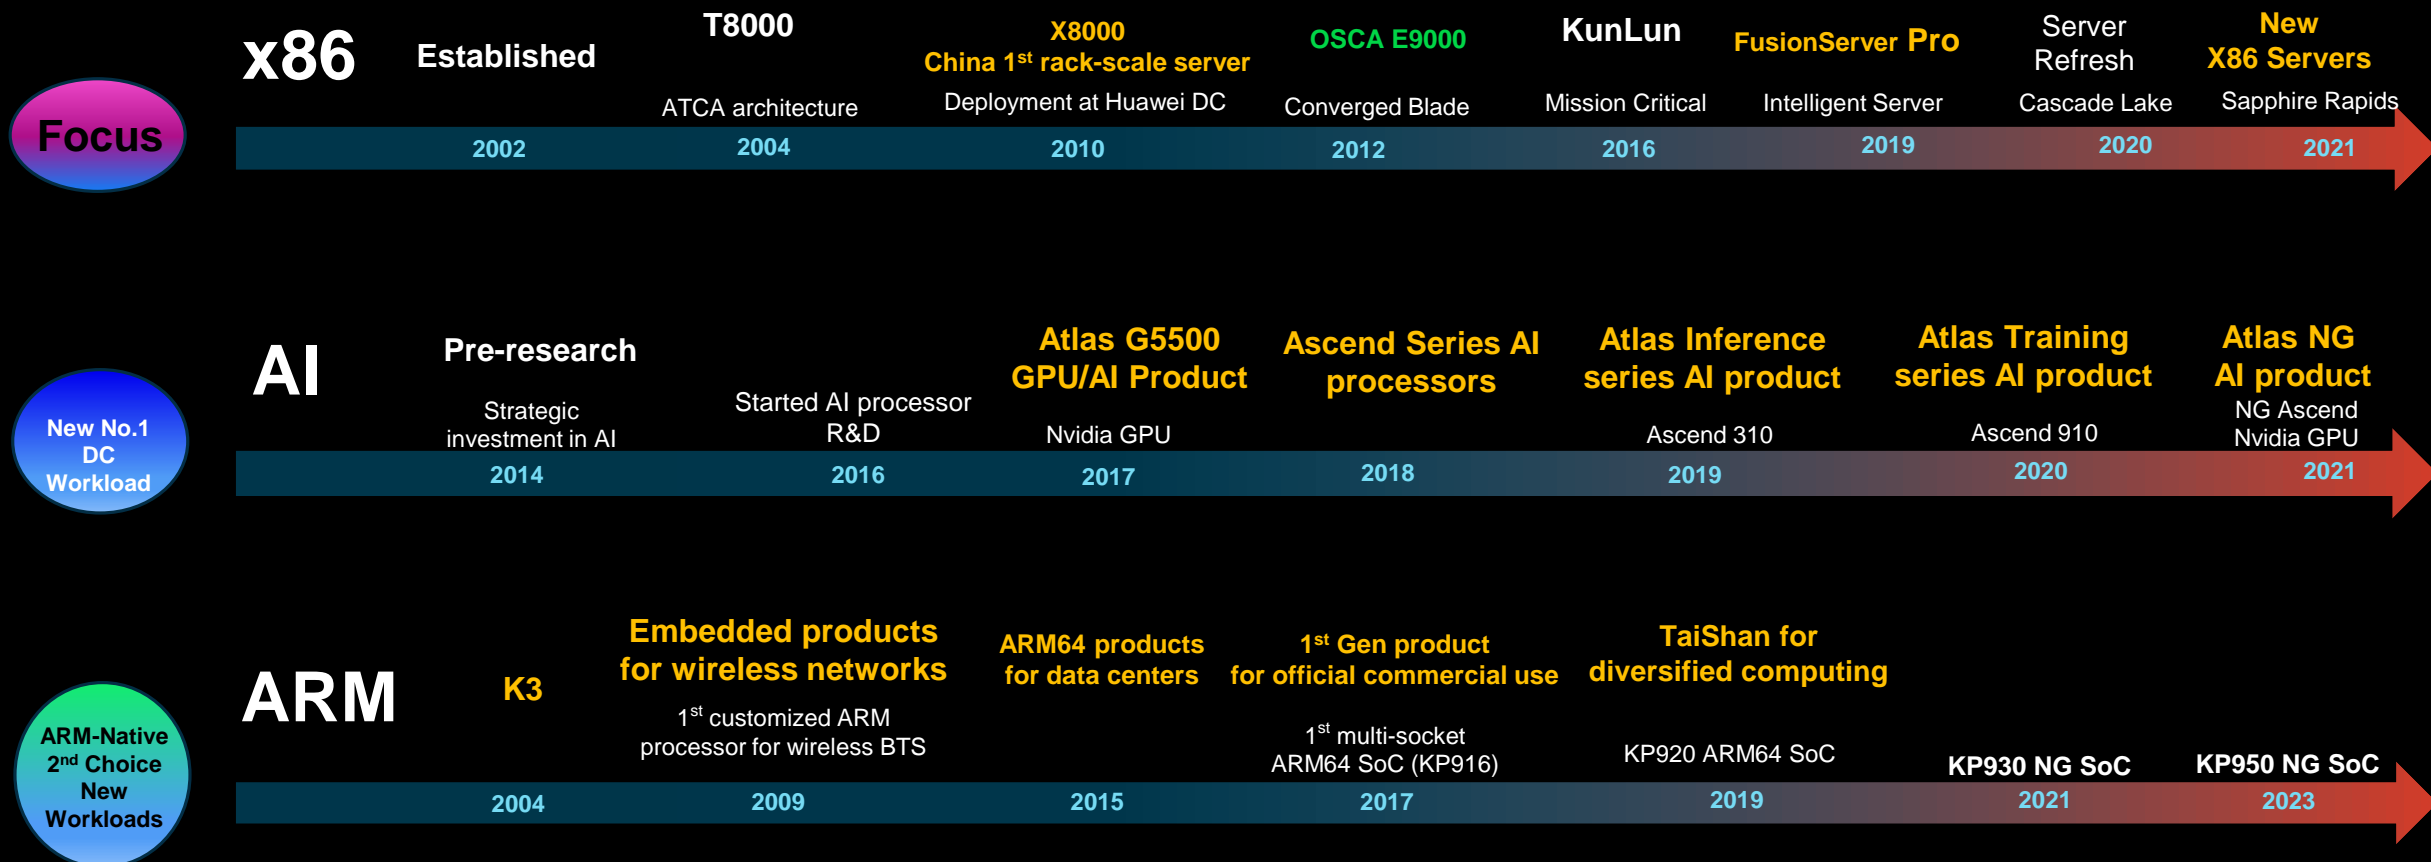 Focus
x86
Established
2002
T8000
ATCA architecture
2004
X8000
China 1st rack-scale server
Deployment at Huawei DC
2010
OSCA E9000
Converged Blade
2012
KunLun
Mission Critical
2016
FusionServer Pro
Intelligent Server
2019
Server
Refresh
Cascade Lake
2020
New
X86 Servers
Sapphire Rapids
2021
New No.1
DC
Workload
AI
Pre-research
Strategic
investment in AI
2014
Started AI processor
R&D
2016
Atlas G5500
GPU/AI Product
Nvidia GPU
2017
Ascend Series AI
processors
2018
Atlas Inference
series AI product
Ascend 310
2019
Atlas Training
series AI product
Ascend 910
2020
Atlas NG
AI product
NG Ascend
Nvidia GPU
2021
ARM-Native
2nd Choice
New
Workloads
ARM
K3
2004
Embedded products
for wireless networks
1st customized ARM
processor for wireless BTS
2009
ARM64 products
for data centers
2015
1st Gen product
for official commercial use
1st multi-socket
ARM64 SoC (KP916)
2017
TaiShan for
diversified computing
KP920 ARM64 SoC
2019
KP930 NG SoC
2021
KP950 NG SoC
2023